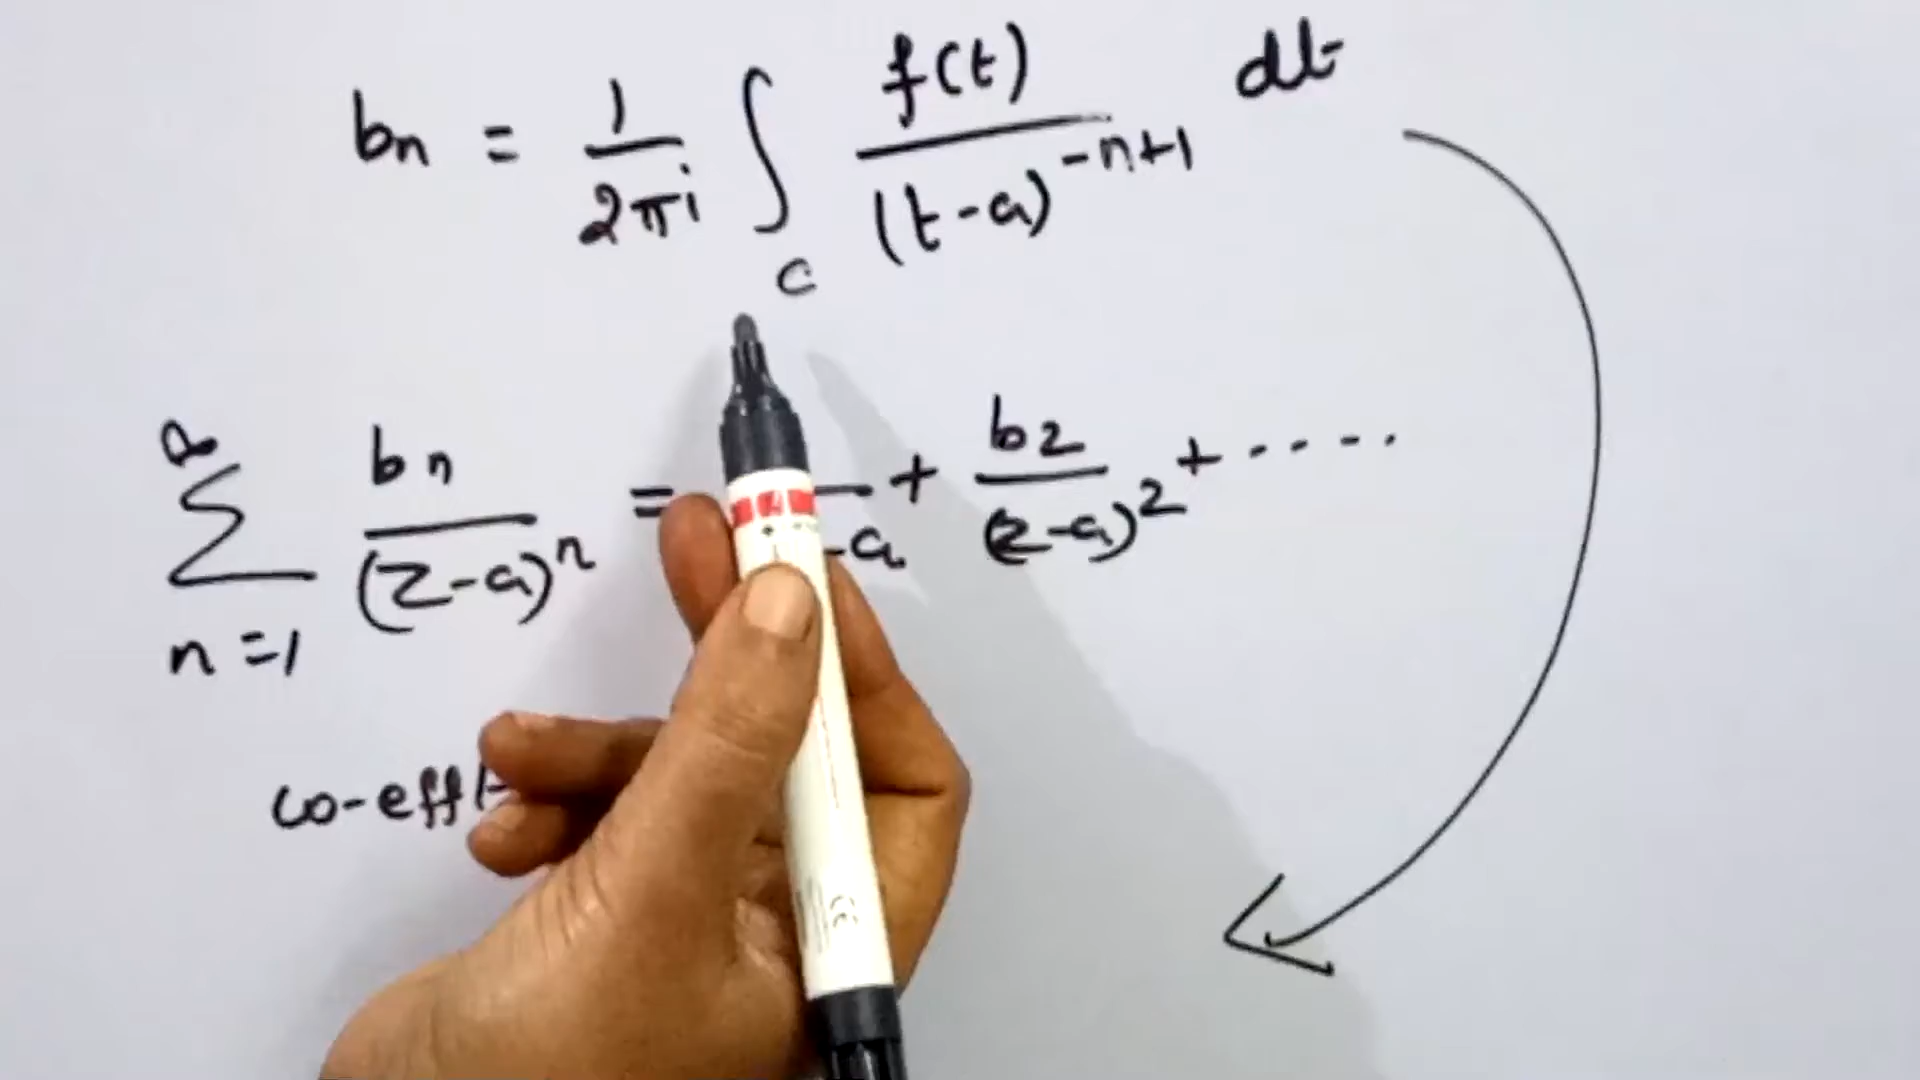 bn = 1/2πi ∫C f(t)/(t-a)^-n+1 dt
∞ Σ n=1 bn/(z-a)^n = -a + b2/(z-a)^2 + ....
co-eff